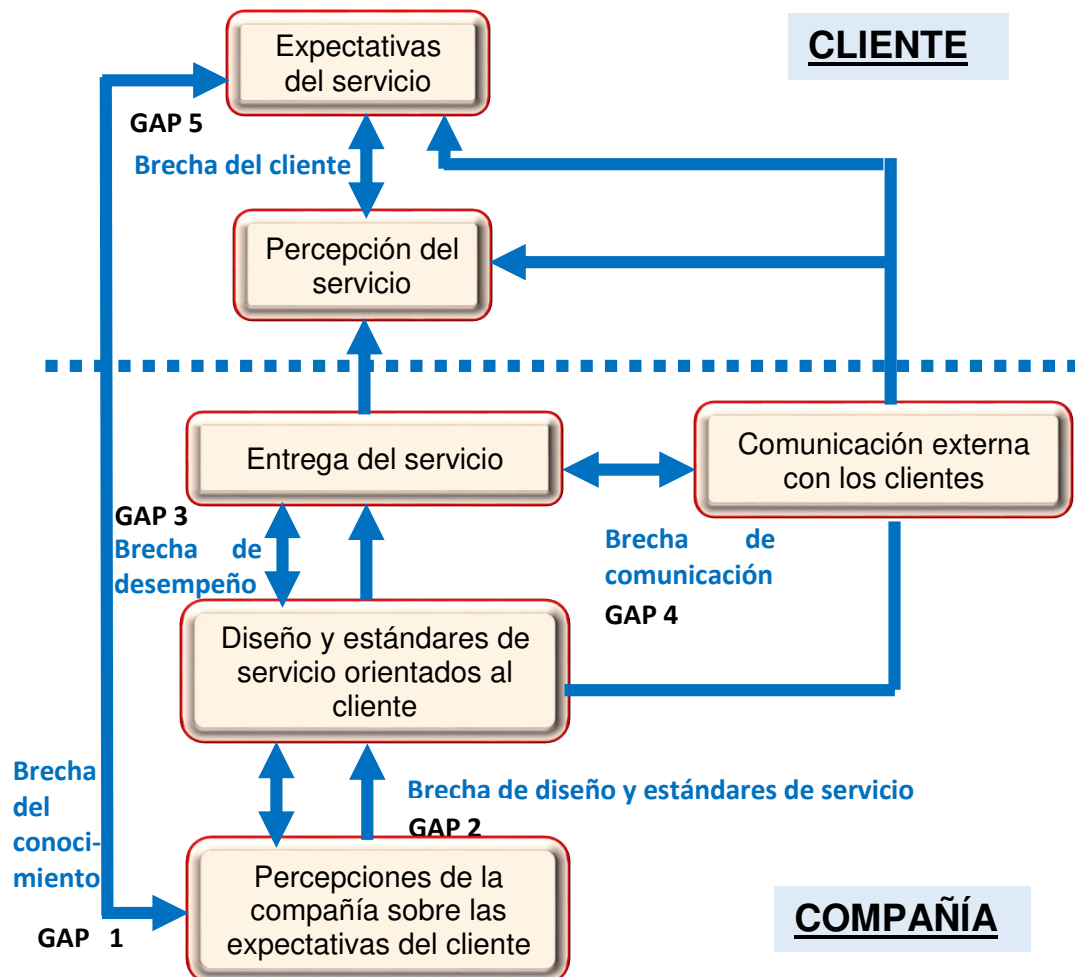 CLIENTE
Expectativas
del servicio
GAP 5
Brecha del cliente
Percepción del
servicio
Entrega del servicio
Comunicación externa
con los clientes
GAP 3
Brecha de
desempeño
Brecha de
comunicación
GAP 4
Diseño y estándares de
servicio orientados al
cliente
Brecha
del
conoci-
miento
GAP 1
Brecha de diseño y estándares de servicio
GAP 2
Percepciones de la
compañía sobre las
expectativas del cliente
COMPAÑÍA